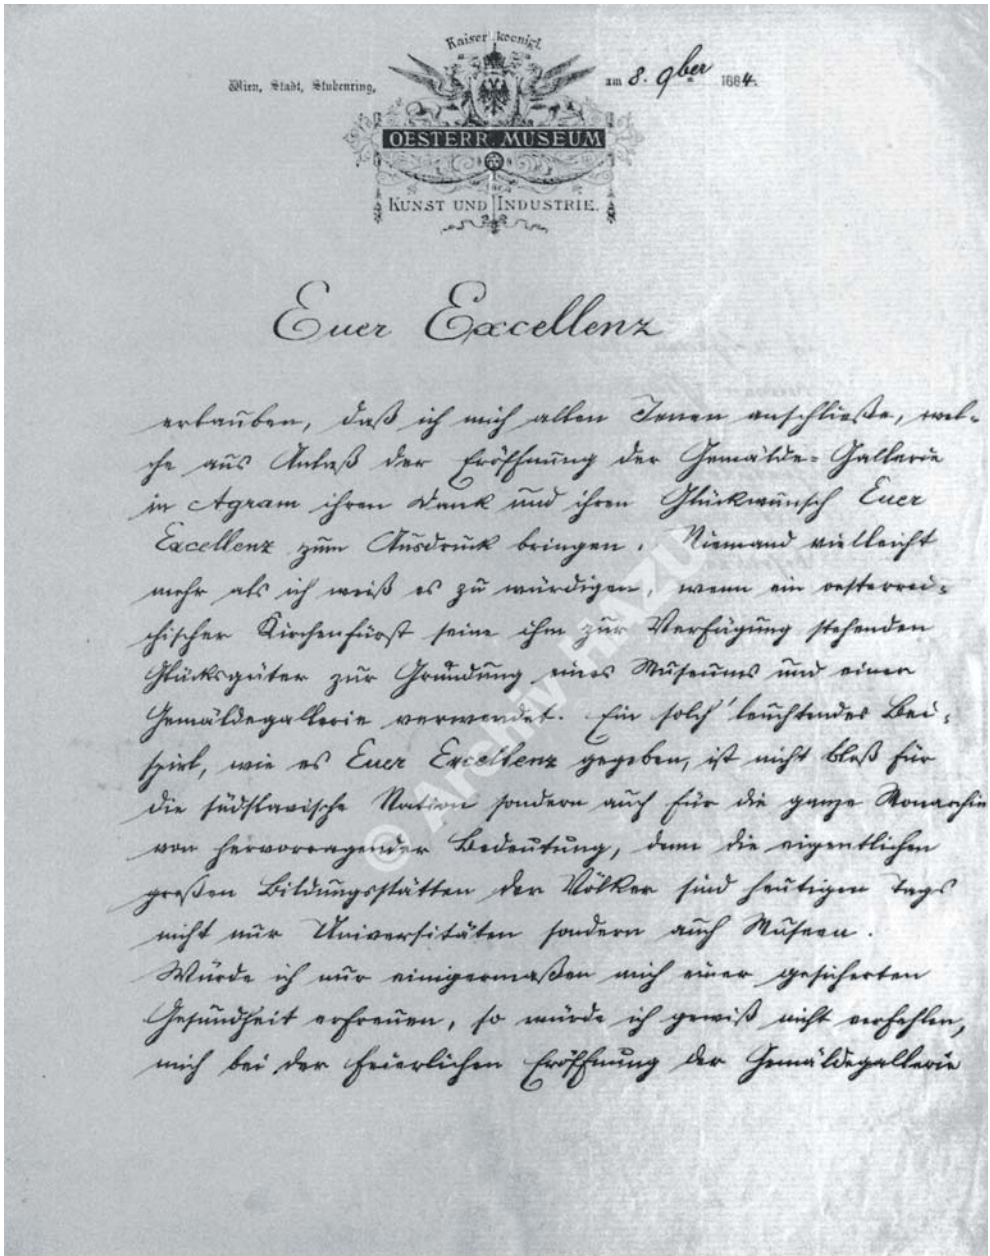 Kaiser koenigl.
Wien, Stadt, Stubenring,
am 8. 9ber 1884.
OESTERR. MUSEUM
KUNST UND INDUSTRIE.
Euer Excellenz
erlauben, daß ich mich allen Jenen anschließe, wel-
che aus Anlaß der Eröffnung der Gemälde-Gallerie
in Agram ihren Dank und ihren Glückwunsch Euer
Excellenz zum Ausdruck bringen. Niemand vielleicht
mehr als ich weiß es zu würdigen, wenn ein oesterrei-
chischer Kirchenfürst seine ihm zur Verfügung stehenden
Glücksgüter zur Gründung eines Museums und einer
Gemäldegallerie verwendet. Ein solch' leuchtendes Bei-
spiel, wie es Euer Excellenz gegeben, ist nicht bloß für
die südslavische Nation sondern auch für die ganze Monarchie
von hervorragender Bedeutung, denn die eigentlichen
großen Bildungsstätten der Völker sind heutigen Tags
nicht nur Universitäten sondern auch Museen.
Würde ich nur einigermaßen mich einer gesicherten
Gesundheit erfreuen, so würde ich gewiß nicht verfehlen,
mich bei der feierlichen Eröffnung der Gemäldegallerie
© Archiv HAZU